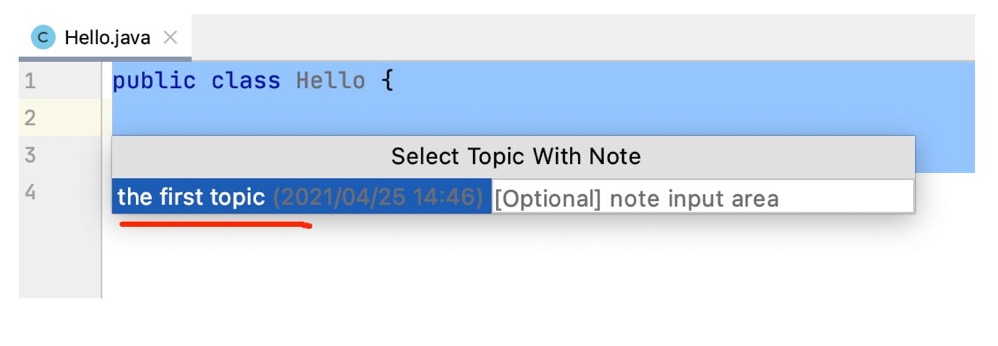 C Hello.java
1 public class Hello {
2
3
Select Topic With Note
4
the first topic (2021/04/25 14:46) [Optional] note input area